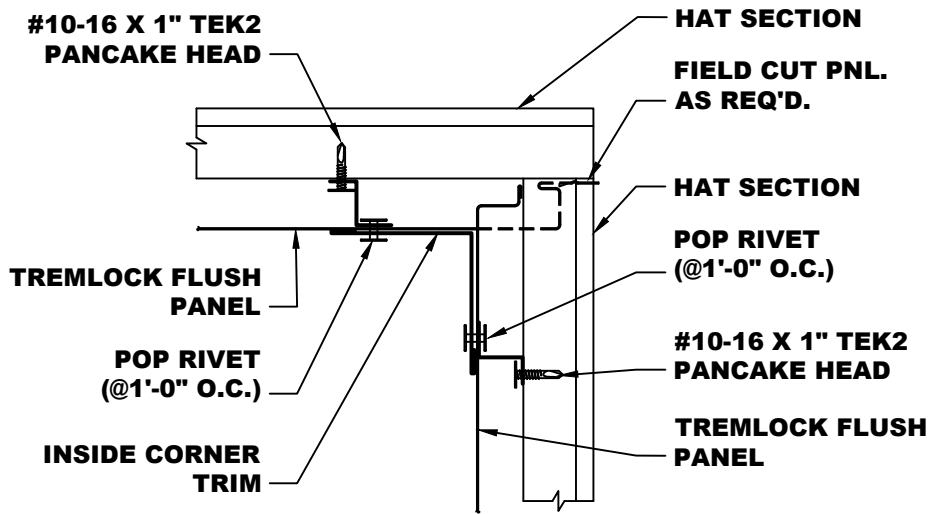 #10-16 X 1" TEK2
PANCAKE HEAD
HAT SECTION
FIELD CUT PNL.
AS REQ'D.
HAT SECTION
POP RIVET
(@1'-0" O.C.)
TREMLOCK FLUSH
PANEL
POP RIVET
(@1'-0" O.C.)
#10-16 X 1" TEK2
PANCAKE HEAD
INSIDE CORNER
TRIM
TREMLOCK FLUSH
PANEL